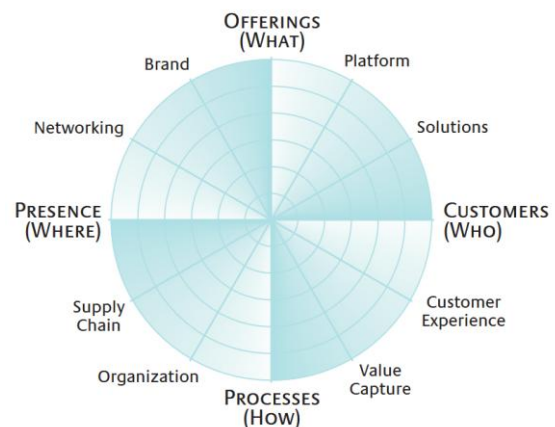 OFFERINGS
(WHAT)
Brand
Platform
Networking
Solutions
PRESENCE
(WHERE)
CUSTOMERS
(WHO)
Supply
Chain
Customer
Experience
Organization
Value
Capture
PROCESSES
(HOW)